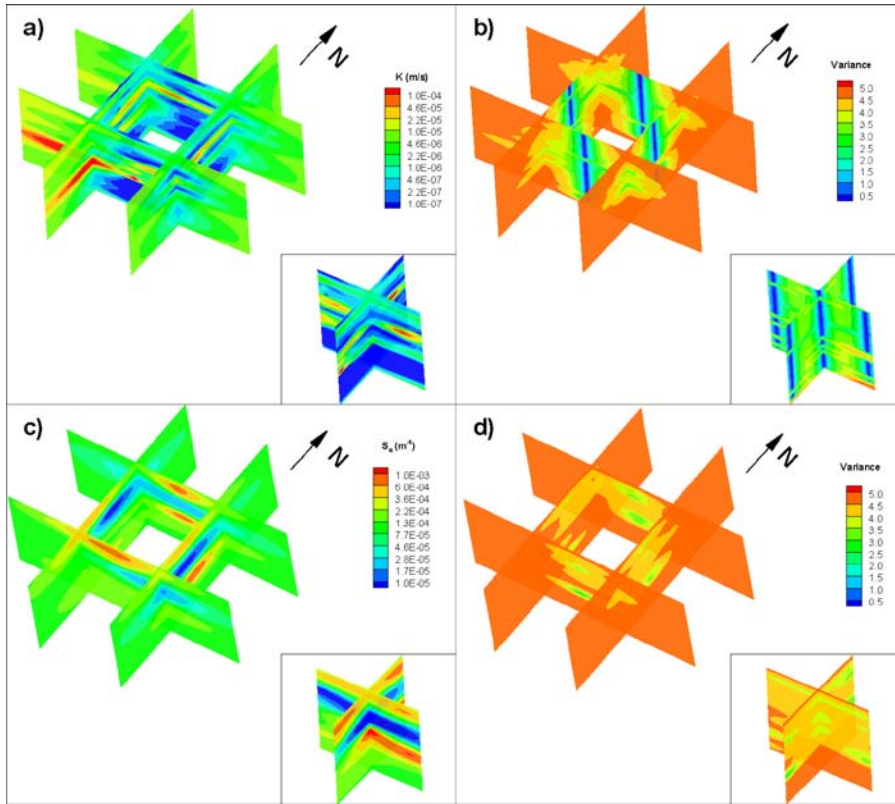 a)
N
K (m/s)
1.0E-04
4.6E-05
2.2E-05
1.0E-05
4.6E-06
2.2E-06
1.0E-06
4.6E-07
2.2E-07
1.0E-07
b)
N
Variance
5.0
4.5
4.0
3.5
3.0
2.5
2.0
1.5
1.0
0.5
c)
N
Sₛ (m⁻¹)
1.0E-03
6.0E-04
3.6E-04
2.2E-04
1.3E-04
7.7E-05
4.6E-05
2.8E-05
1.7E-05
1.0E-05
d)
N
Variance
5.0
4.5
4.0
3.5
3.0
2.5
2.0
1.5
1.0
0.5